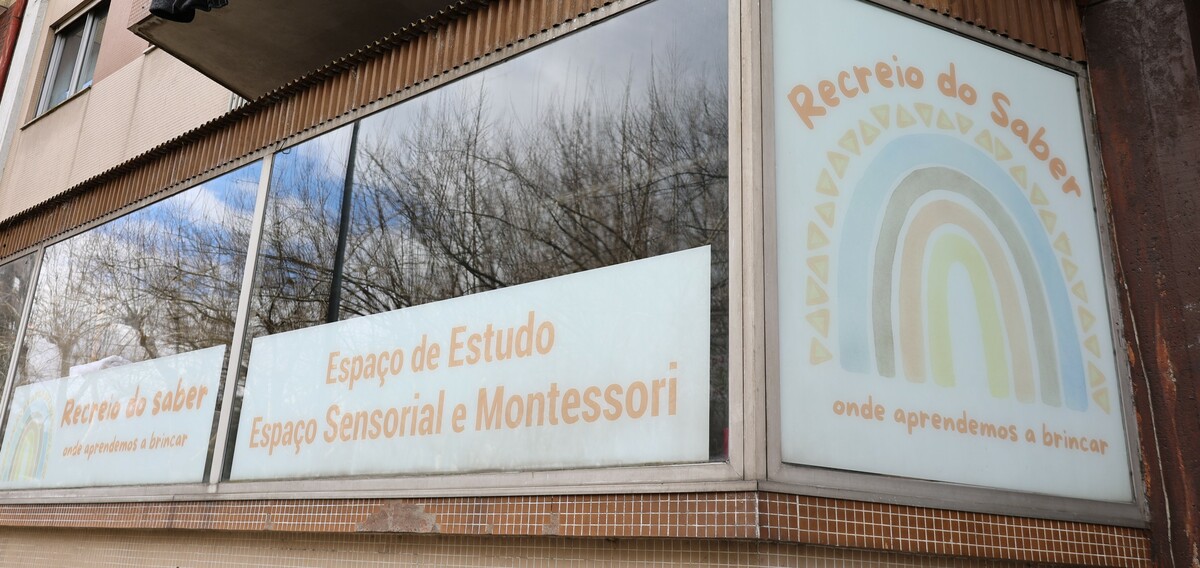 Recreio do saber
onde aprendemos a brincar
Espaço de Estudo
Espaço Sensorial e Montessori
Recreio do Saber
onde aprendemos a brincar